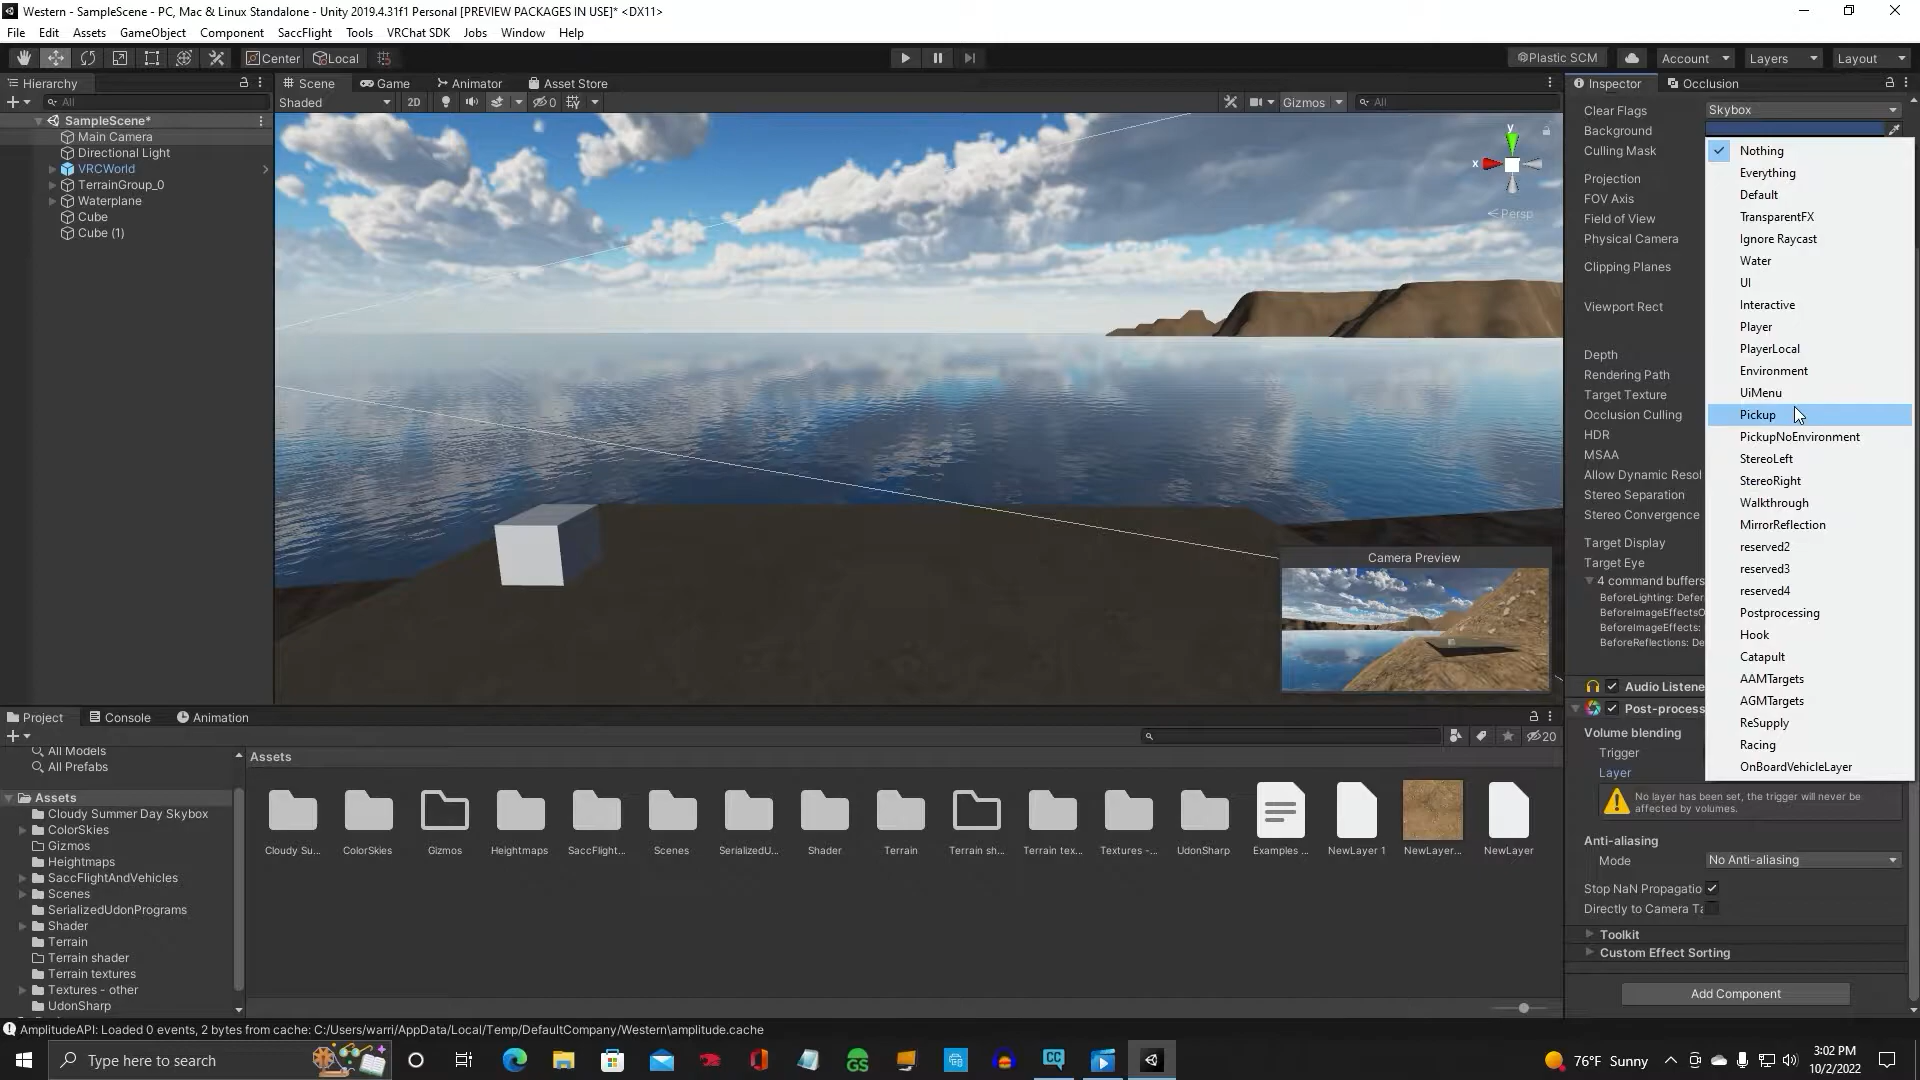 Western - SampleScene - PC, Mac & Linux Standalone - Unity 2019.4.31f1 Personal [PREVIEW PACKAGES IN USE]* <DX11>
File Edit Assets GameObject Component SaccFlight Tools VRChat SDK Jobs Window Help
Center Local Plastic SCM Account Layers Layout
Hierarchy
All
SampleScene*
Main Camera
Directional Light
VRCWorld
TerrainGroup_0
Waterplane
Cube
Cube (1)
Scene Game Animator Asset Store
Shaded 2D 0 Gizmos All
y
x
Persp
Camera Preview
Inspector Occlusion
Clear Flags Skybox
Background
Culling Mask
Projection
FOV Axis
Field of View
Physical Camera
Clipping Planes
Viewport Rect
Depth
Rendering Path
Target Texture
Occlusion Culling
HDR
MSAA
Allow Dynamic Resol
Stereo Separation
Stereo Convergence
Target Display
Target Eye
4 command buffers
BeforeLighting: Defer
BeforeImageEffectsO
BeforeImageEffects:
BeforeReflections: De
Nothing
Everything
Default
TransparentFX
Ignore Raycast
Water
UI
Interactive
Player
PlayerLocal
Environment
UiMenu
Pickup
PickupNoEnvironment
StereoLeft
StereoRight
Walkthrough
MirrorReflection
reserved2
reserved3
reserved4
Postprocessing
Hook
Catapult
AAMTargets
AGMTargets
ReSupply
Racing
OnBoardVehicleLayer
Audio Listene
Post-process
Volume blending
Trigger
Layer
No layer has been set, the trigger will never be
affected by volumes.
Anti-aliasing
Mode No Anti-aliasing
Stop NaN Propagatio
Directly to Camera Ta
Toolkit
Custom Effect Sorting
Add Component
Project Console Animation
20
All Models
All Prefabs
Assets
Cloudy Summer Day Skybox
ColorSkies
Gizmos
Heightmaps
SaccFlightAndVehicles
Scenes
SerializedUdonPrograms
Shader
Terrain
Terrain shader
Terrain textures
Textures - other
UdonSharp
Assets
Cloudy Su... ColorSkies Gizmos Heightmaps SaccFlight... Scenes SerializedU... Shader Terrain Terrain sh... Terrain tex... Textures -... UdonSharp Examples ... NewLayer 1 NewLayer... NewLayer
AmplitudeAPI: Loaded 0 events, 2 bytes from cache: C:/Users/warri/AppData/Local/Temp/DefaultCompany/Western\amplitude.cache
Type here to search
GS
CC
76°F Sunny
3:02 PM
10/2/2022